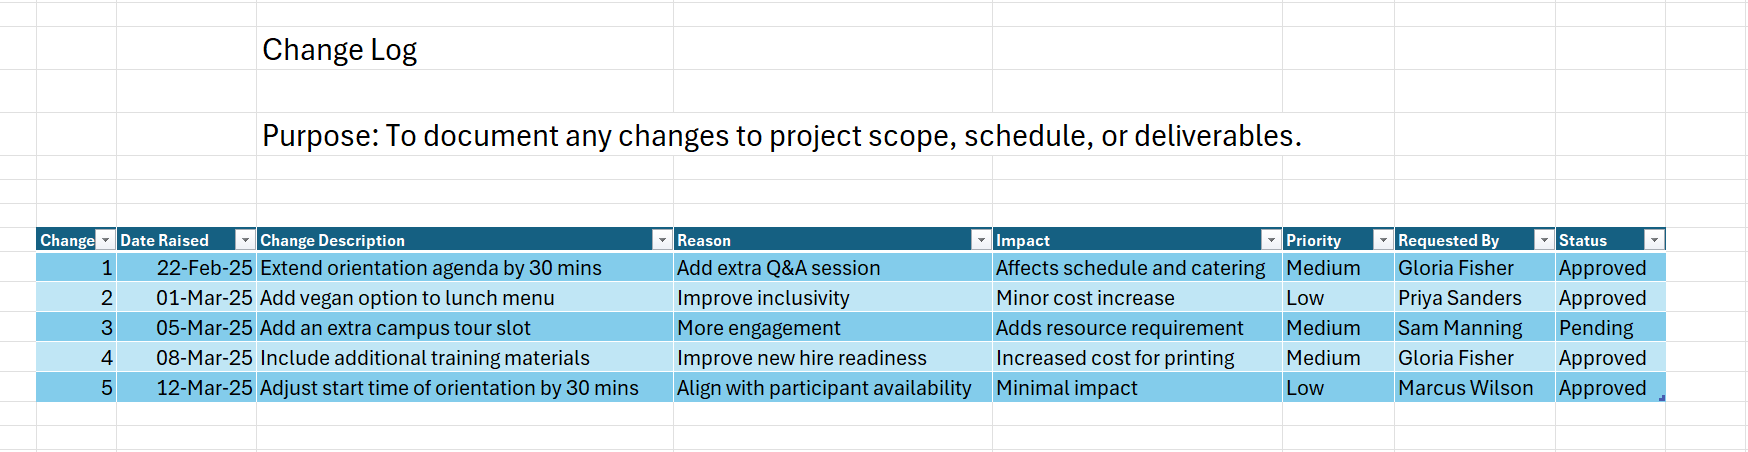 Change Log
Purpose: To document any changes to project scope, schedule, or deliverables.
Change Date Raised Change Description Reason Impact Priority Requested By Status
1 22-Feb-25 Extend orientation agenda by 30 mins Add extra Q&A session Affects schedule and catering Medium Gloria Fisher Approved
2 01-Mar-25 Add vegan option to lunch menu Improve inclusivity Minor cost increase Low Priya Sanders Approved
3 05-Mar-25 Add an extra campus tour slot More engagement Adds resource requirement Medium Sam Manning Pending
4 08-Mar-25 Include additional training materials Improve new hire readiness Increased cost for printing Medium Gloria Fisher Approved
5 12-Mar-25 Adjust start time of orientation by 30 mins Align with participant availability Minimal impact Low Marcus Wilson Approved